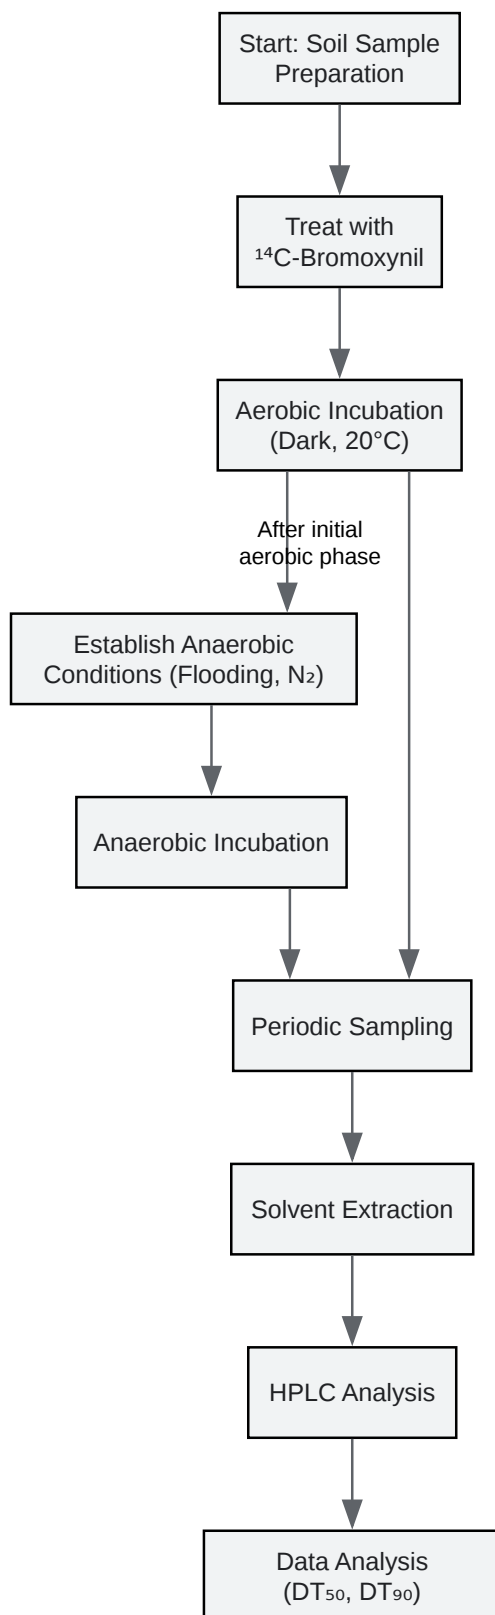 Start: Soil Sample
Preparation
Treat with
¹⁴C-Bromoxynil
Aerobic Incubation
(Dark, 20°C)
After initial
aerobic phase
Establish Anaerobic
Conditions (Flooding, N₂)
Anaerobic Incubation
Periodic Sampling
Solvent Extraction
HPLC Analysis
Data Analysis
(DT₅₀, DT₉₀)